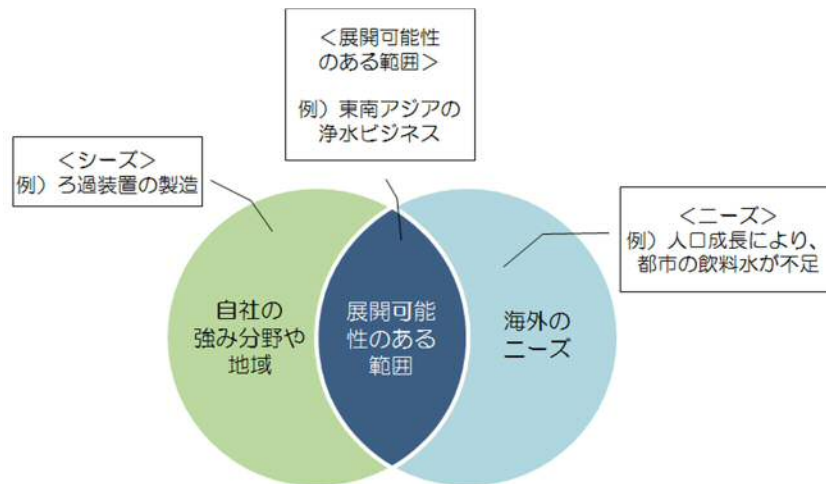 ＜展開可能性
のある範囲＞
例）東南アジアの
浄水ビジネス
＜シーズ＞
例）ろ過装置の製造
＜ニーズ＞
例）人口成長により、
都市の飲料水が不足
自社の
強み分野や
地域
展開可能
性のある
範囲
海外の
ニーズ